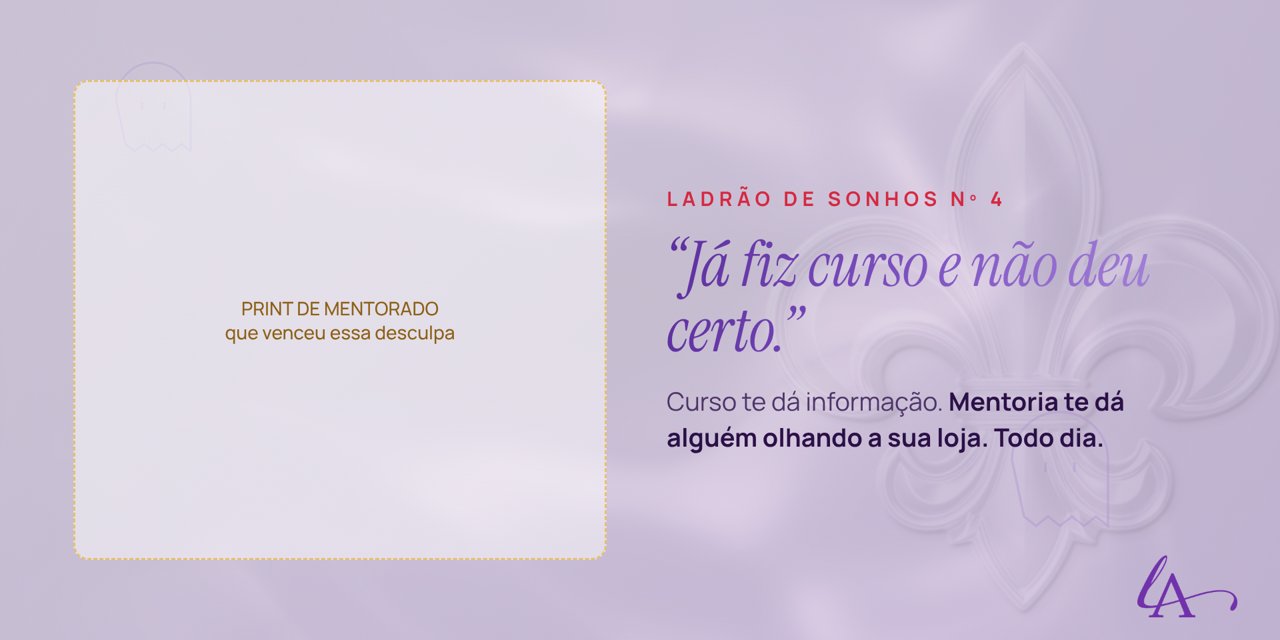 PRINT DE MENTORADO
que venceu essa desculpa
LADRÃO DE SONHOS Nº 4
“Já fiz curso e não deu
certo.”
Curso te dá informação. Mentoria te dá
alguém olhando a sua loja. Todo dia.
LA